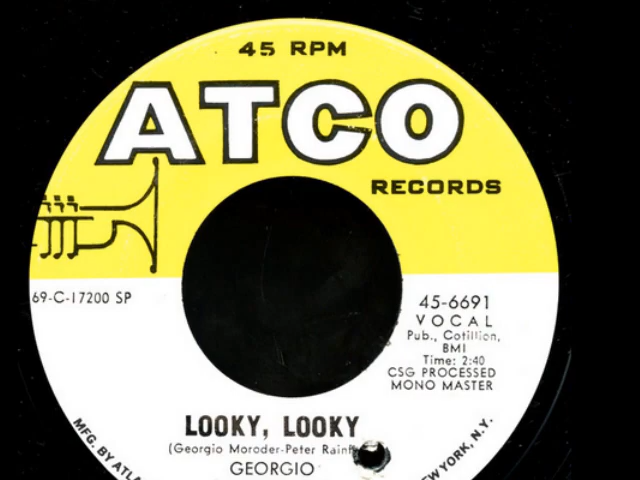 45 RPM
ATCO
RECORDS
69-C-17200 SP
45-6691
VOCAL
Pub., Cotillion,
BMI
Time: 2:40
CSG PROCESSED
MONO MASTER
LOOKY, LOOKY
(Georgio Moroder-Peter
GEORGIO
MFG. BY
YORK, N.Y.